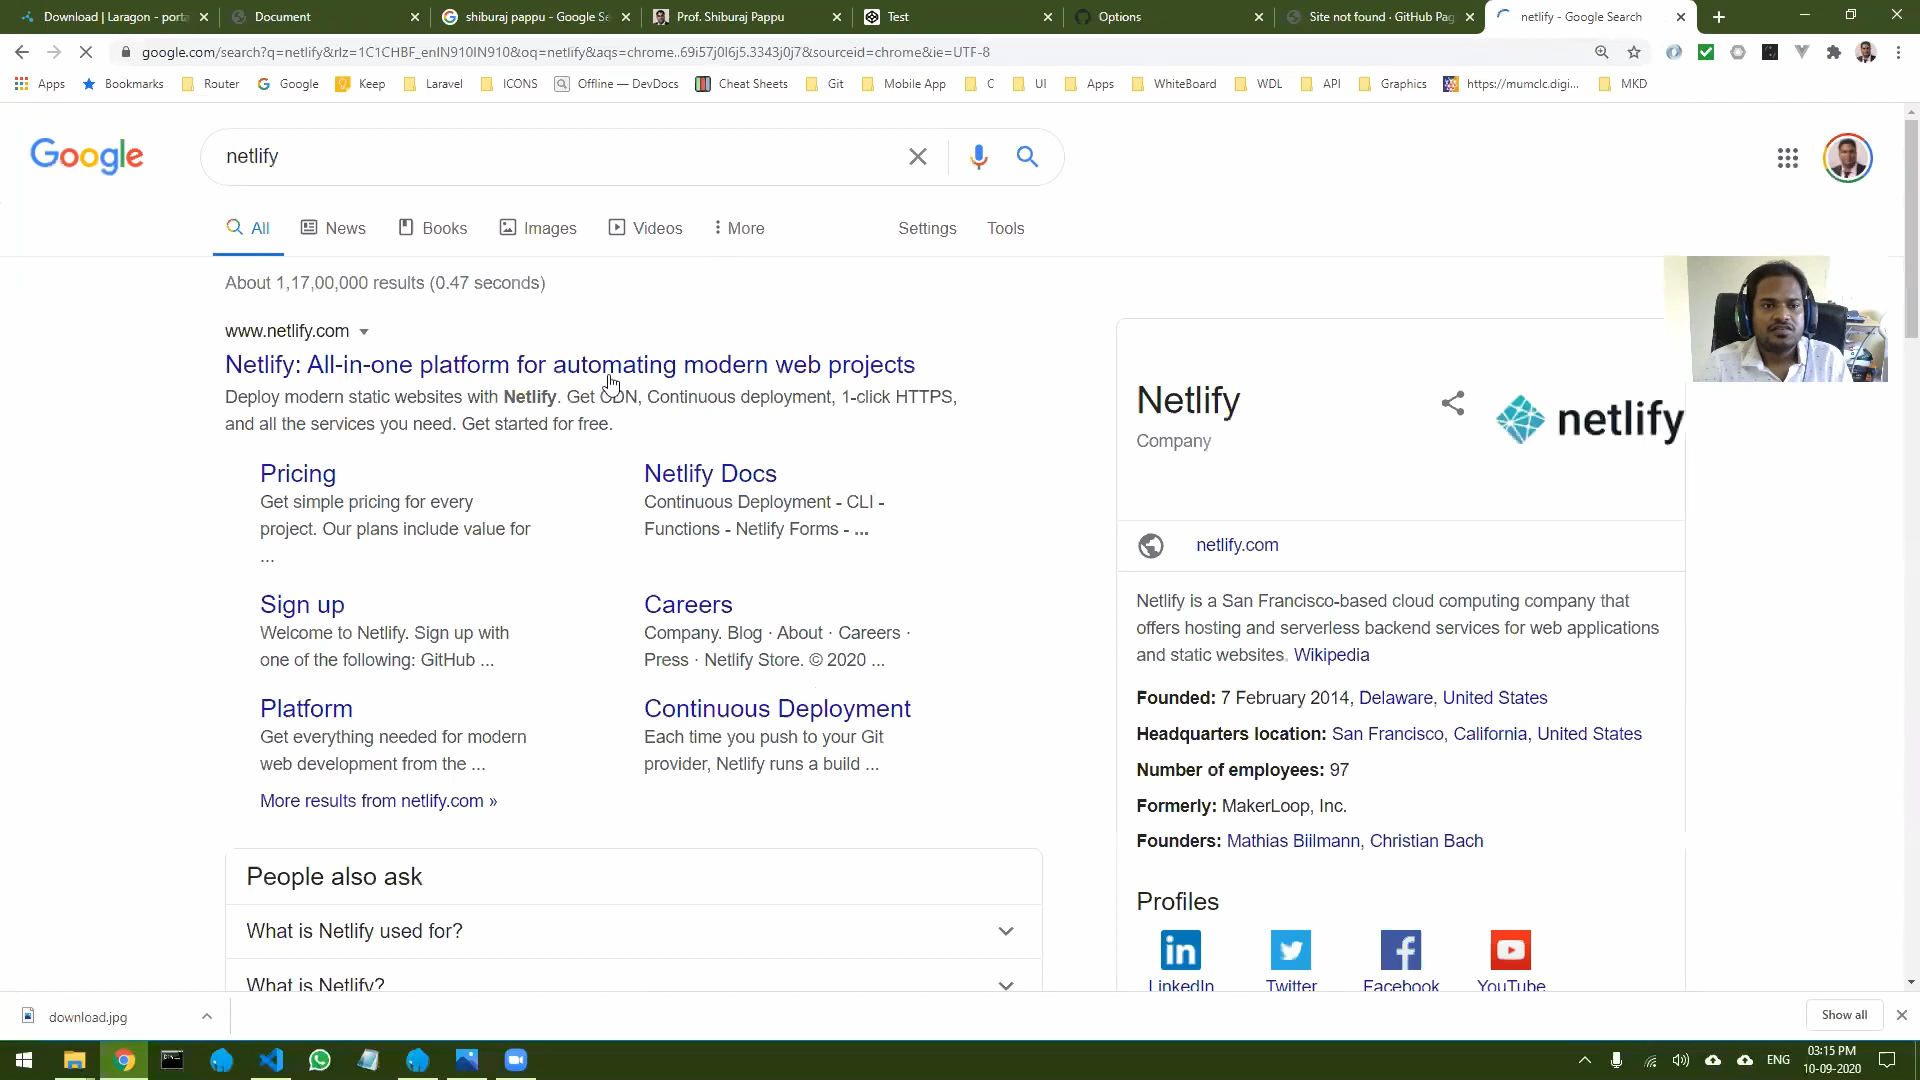 Download | Laragon - porta
Document
shiburaj pappu - Google Se
Prof. Shiburaj Pappu
Test
Options
Site not found · GitHub Pag
netlify - Google Search
google.com/search?q=netlify&rlz=1C1CHBF_enIN910IN910&oq=netlify&aqs=chrome..69i57j0l6j5.3343j0j7&sourceid=chrome&ie=UTF-8
Apps
Bookmarks
Router
Google
Keep
Laravel
ICONS
Offline — DevDocs
Cheat Sheets
Git
Mobile App
C
UI
Apps
WhiteBoard
WDL
API
Graphics
https://mumclc.digi...
MKD
Google
netlify
All
News
Books
Images
Videos
More
Settings
Tools
About 1,17,00,000 results (0.47 seconds)
www.netlify.com
Netlify: All-in-one platform for automating modern web projects
Deploy modern static websites with Netlify. Get CDN, Continuous deployment, 1-click HTTPS,
and all the services you need. Get started for free.
Pricing
Get simple pricing for every
project. Our plans include value for
...
Netlify Docs
Continuous Deployment - CLI -
Functions - Netlify Forms - ...
Sign up
Welcome to Netlify. Sign up with
one of the following: GitHub ...
Careers
Company. Blog · About · Careers ·
Press · Netlify Store. © 2020 ...
Platform
Get everything needed for modern
web development from the ...
Continuous Deployment
Each time you push to your Git
provider, Netlify runs a build ...
More results from netlify.com »
People also ask
What is Netlify used for?
What is Netlify?
Netlify
Company
netlify
netlify.com
Netlify is a San Francisco-based cloud computing company that
offers hosting and serverless backend services for web applications
and static websites. Wikipedia
Founded: 7 February 2014, Delaware, United States
Headquarters location: San Francisco, California, United States
Number of employees: 97
Formerly: MakerLoop, Inc.
Founders: Mathias Biilmann, Christian Bach
Profiles
LinkedIn
Twitter
Facebook
YouTube
download.jpg
Show all
ENG
03:15 PM
10-09-2020